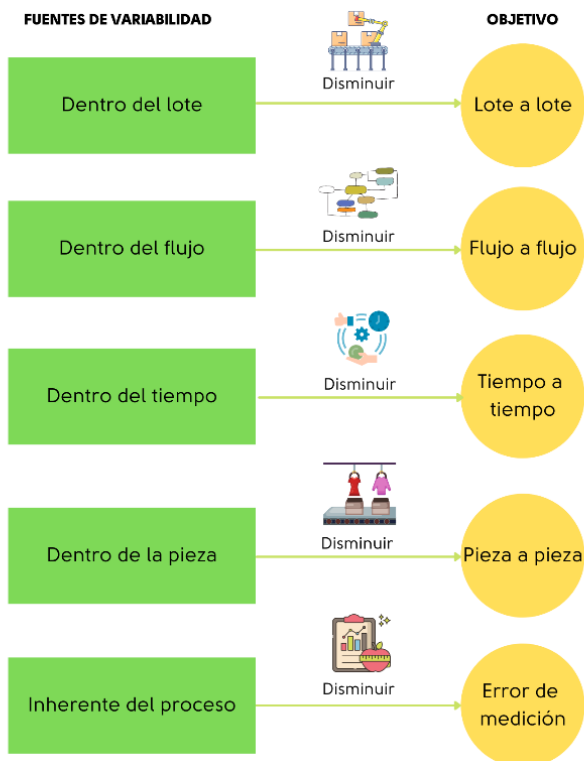 FUENTES DE VARIABILIDAD
OBJETIVO
Dentro del lote
Disminuir
Lote a lote
Dentro del flujo
Disminuir
Flujo a flujo
Dentro del tiempo
Disminuir
Tiempo a
tiempo
Dentro de la pieza
Disminuir
Pieza a pieza
Inherente del proceso
Disminuir
Error de
medición